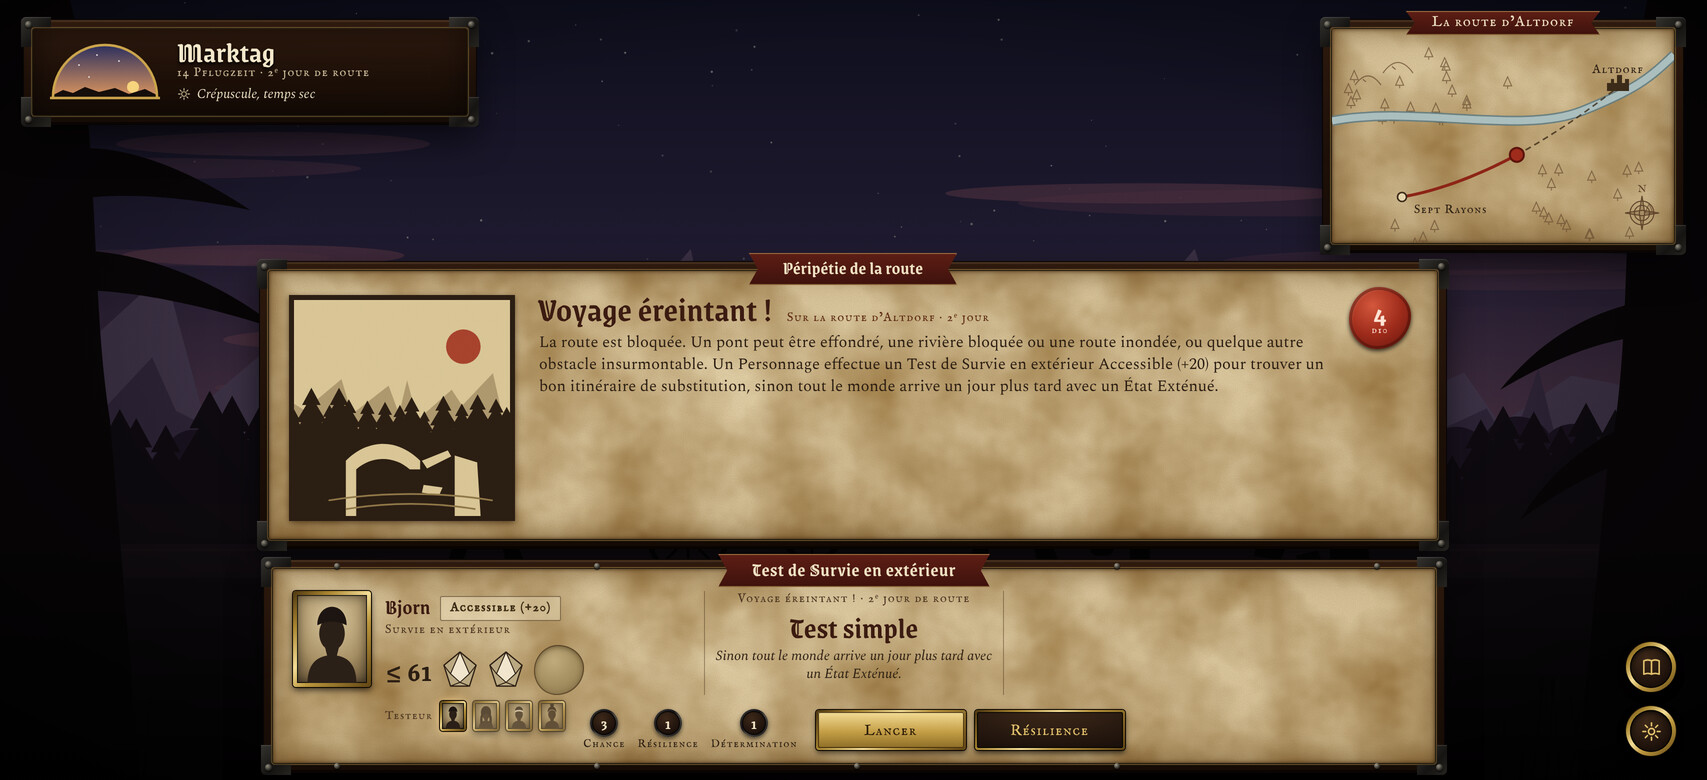 Marktag
14 Pflugzeit · 2e jour de route
Crépuscule, temps sec
La route d'Altdorf
Altdorf
Sept Rayons
N
Péripétie de la route
Voyage éreintant ! Sur la route d'Altdorf · 2e jour
4
D10
La route est bloquée. Un pont peut être effondré, une rivière bloquée ou une route inondée, ou quelque autre
obstacle insurmontable. Un Personnage effectue un Test de Survie en extérieur Accessible (+20) pour trouver un
bon itinéraire de substitution, sinon tout le monde arrive un jour plus tard avec un État Exténué.
Test de Survie en extérieur
Bjorn Accessible (+20)
Survie en extérieur
≤ 61
Testeur
Voyage éreintant ! · 2e jour de route
Test simple
Sinon tout le monde arrive un jour plus tard avec
un État Exténué.
3 1 1
Chance Résilience Détermination
Lancer Résilience